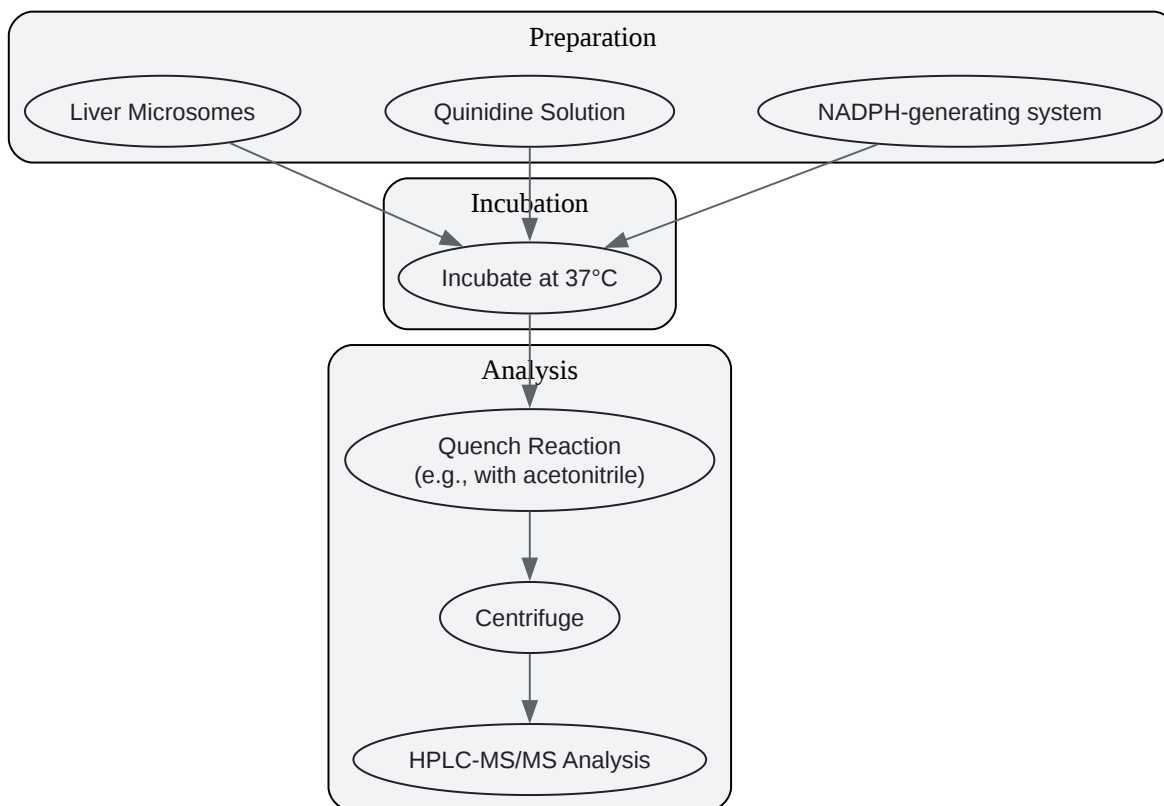 Preparation
Liver Microsomes
Quinidine Solution
NADPH-generating system
Incubation
Incubate at 37°C
Analysis
Quench Reaction
(e.g., with acetonitrile)
Centrifuge
HPLC-MS/MS Analysis